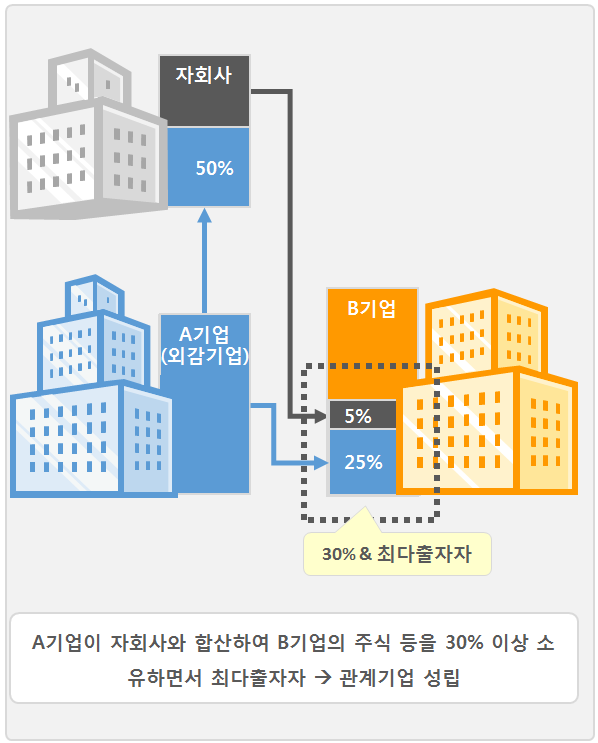 자회사
50%
A기업
(외감기업)
B기업
5%
25%
30% & 최다출자자
A기업이 자회사와 합산하여 B기업의 주식 등을 30% 이상 소
유하면서 최다출자자 → 관계기업 성립